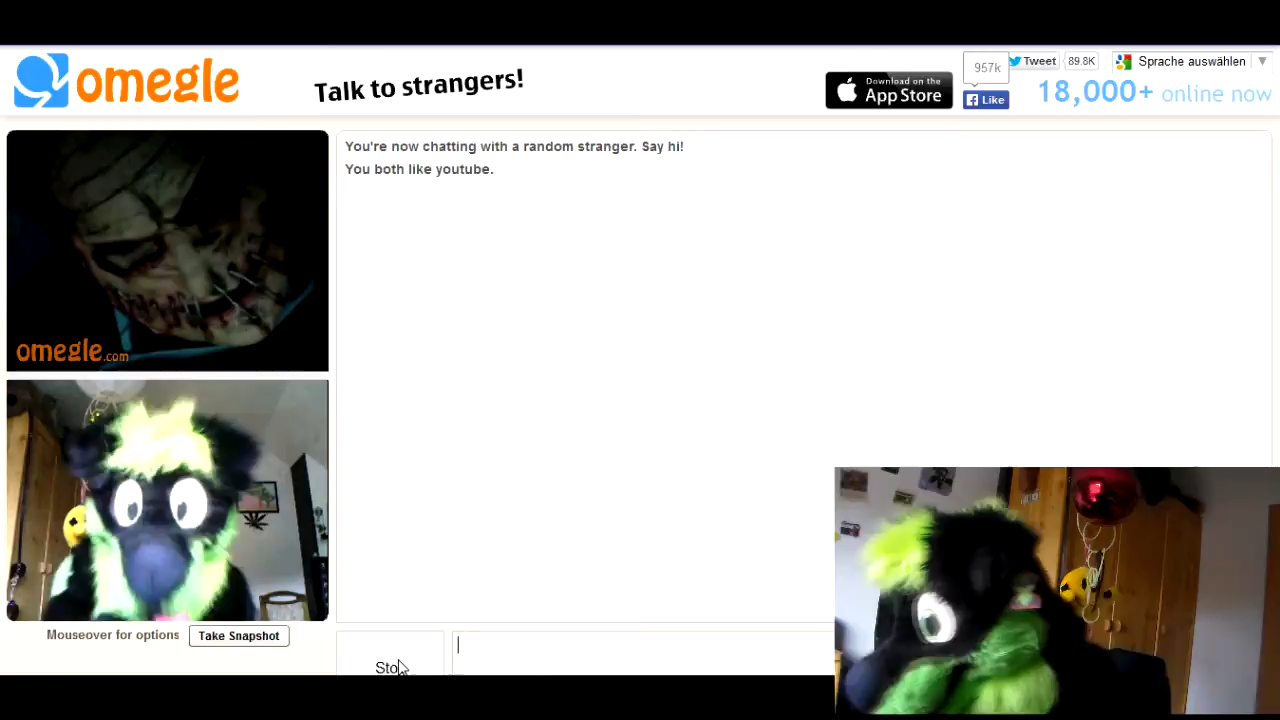 omegle
Talk to strangers!
Download on the
App Store
957k
Like
Tweet
89.8K
Sprache auswählen
18,000+ online now
You're now chatting with a random stranger. Say hi!
You both like youtube.
omegle.com
Mouseover for options
Take Snapshot
Sto